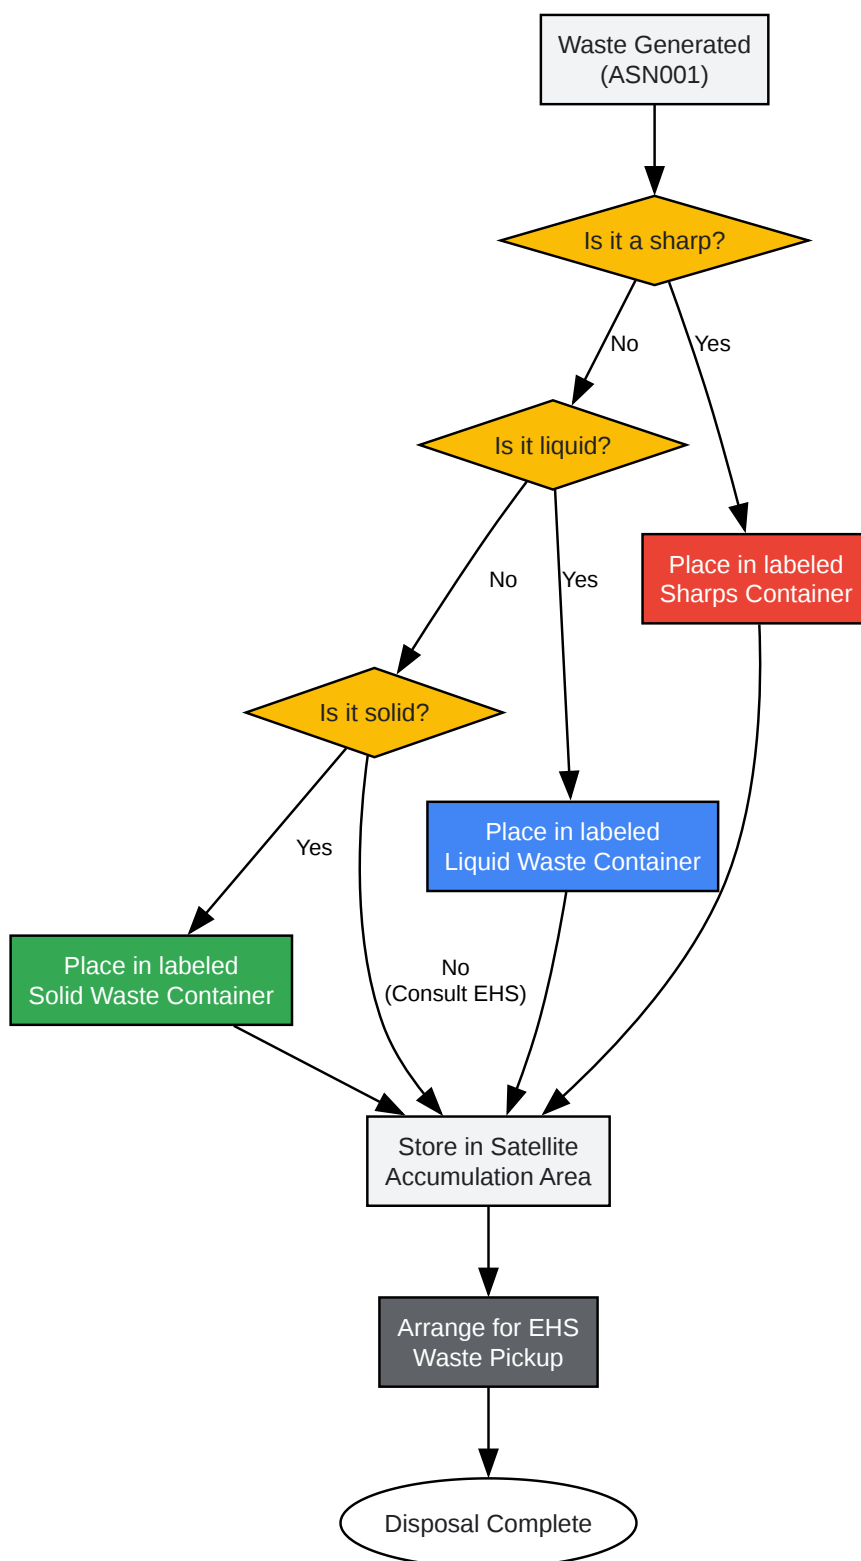 Waste Generated
(ASN001)
Is it a sharp?
No
Yes
Is it liquid?
No
Yes
Place in labeled
Sharps Container
Is it solid?
Yes
Place in labeled
Liquid Waste Container
Place in labeled
Solid Waste Container
No
(Consult EHS)
Store in Satellite
Accumulation Area
Arrange for EHS
Waste Pickup
Disposal Complete